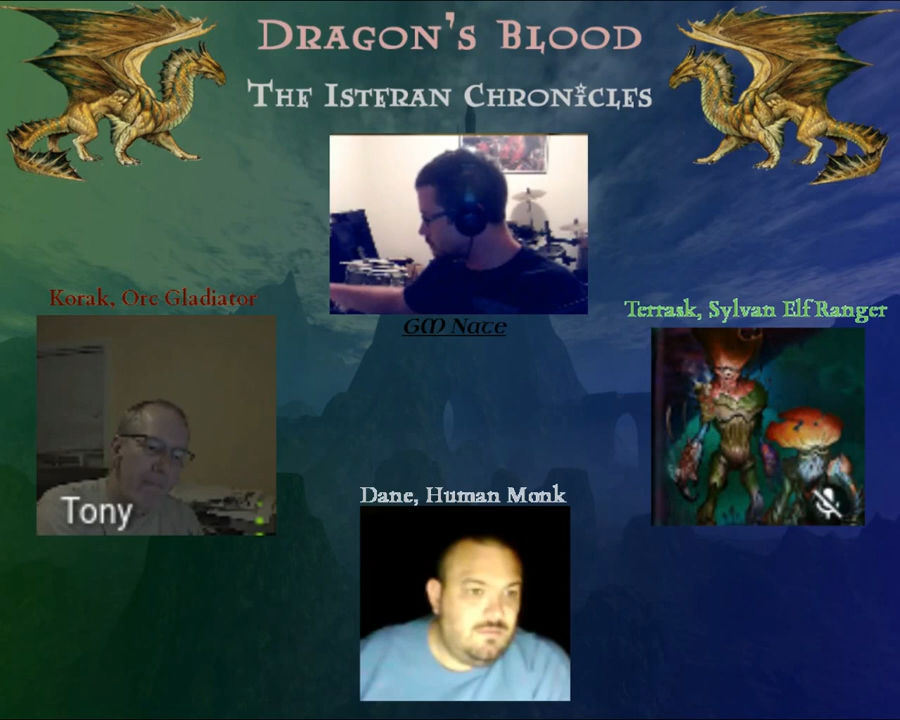 Dragon's Blood
The Isteran Chronicles
Korak, Orc Gladiator
GM Nate
Terrask, Sylvan Elf Ranger
Tony
Dane, Human Monk